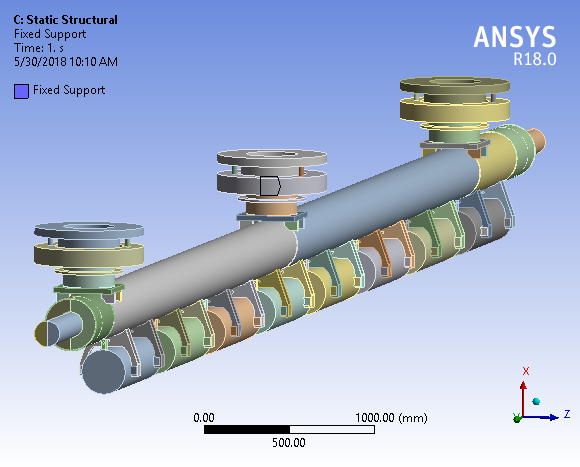 C: Static Structural
Fixed Support
Time: 1. s
5/30/2018 10:10 AM
Fixed Support
ANSYS
R18.0
X
Y
Z
0.00
1000.00 (mm)
500.00